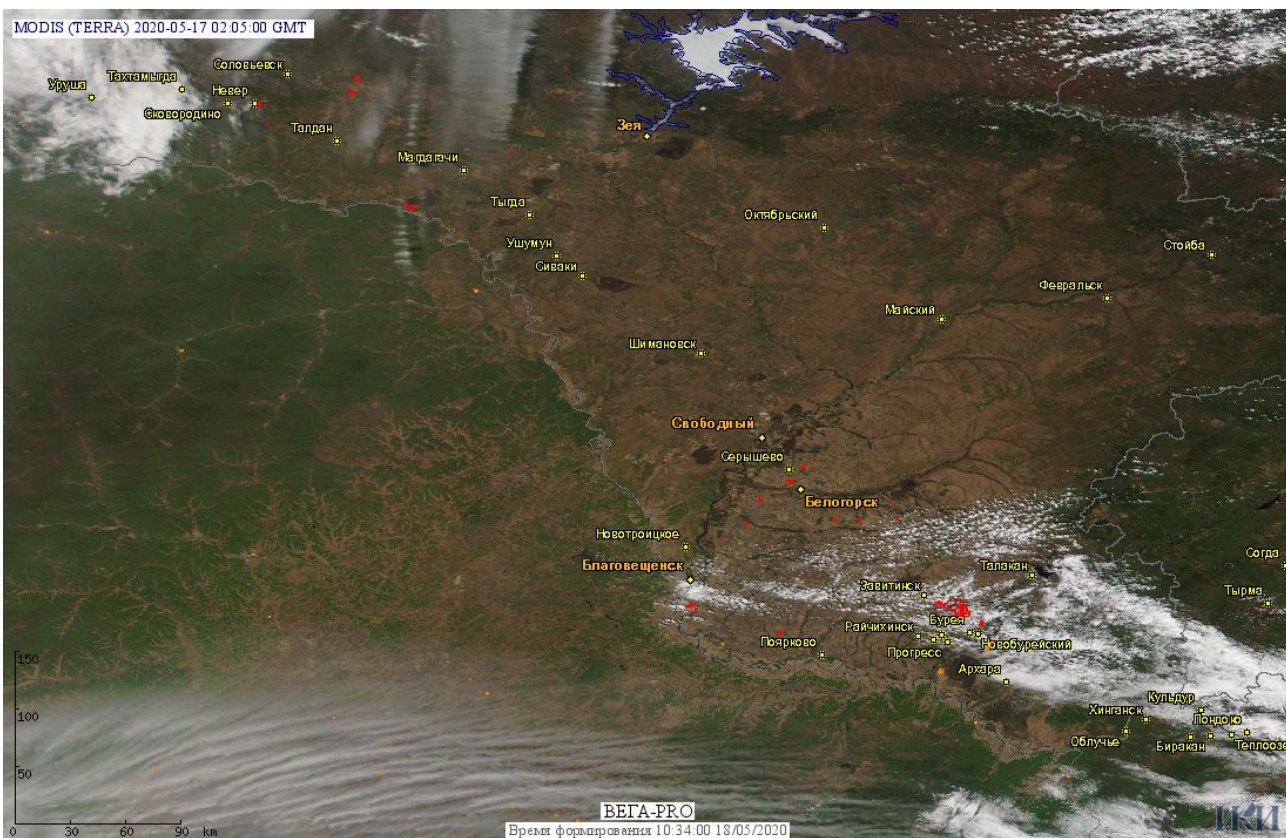 MODIS (TERRA) 2020-05-17 02:05:00 GMT
Соловьевск
Тахтамыгда
Уруша
Невер
Сковородино
Зея
Талдан
Магдагачи
Тыгда
Октябрьский
Ушумун
Стойба
Сиваки
Февральск
Майский
Шимановск
Свободный
Серышево
Белогорск
Новотроицкое
Согда
Благовещенск
Талакан
Завитинск
Тырма
Райчихинск
Бурея
Поярково
Прогресс
Новобурейский
150
Архара
Кульдур
100
Хинганск
Лондоко
Облучье
Биракан
Теплоозе
50
ВЕГА-PRO
ИКИ
0 30 60 90 km
Время формирования 10:34:00 18/05/2020